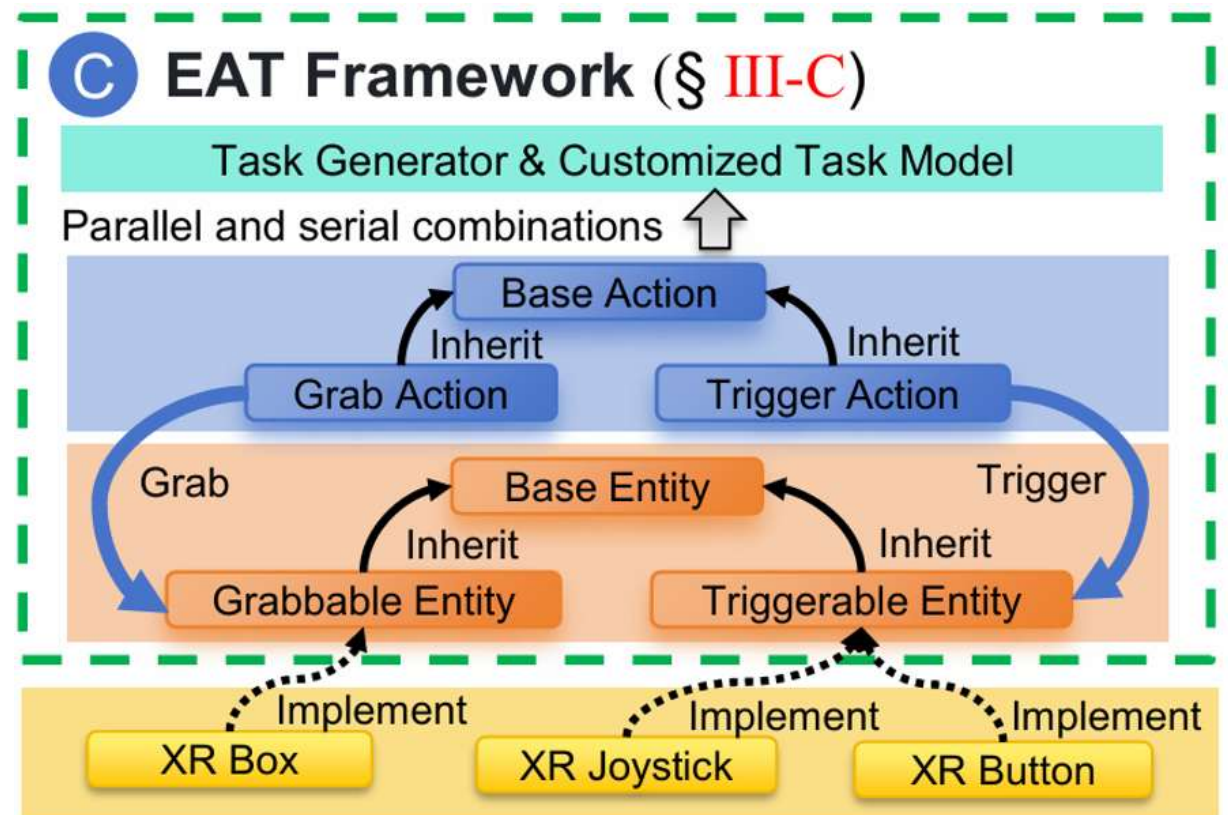 C EAT Framework (§ III-C)
Task Generator & Customized Task Model
Parallel and serial combinations
Base Action
Inherit Inherit
Grab Action Trigger Action
Grab Base Entity Trigger
Inherit Inherit
Grabbable Entity Triggerable Entity
Implement Implement Implement
XR Box XR Joystick XR Button